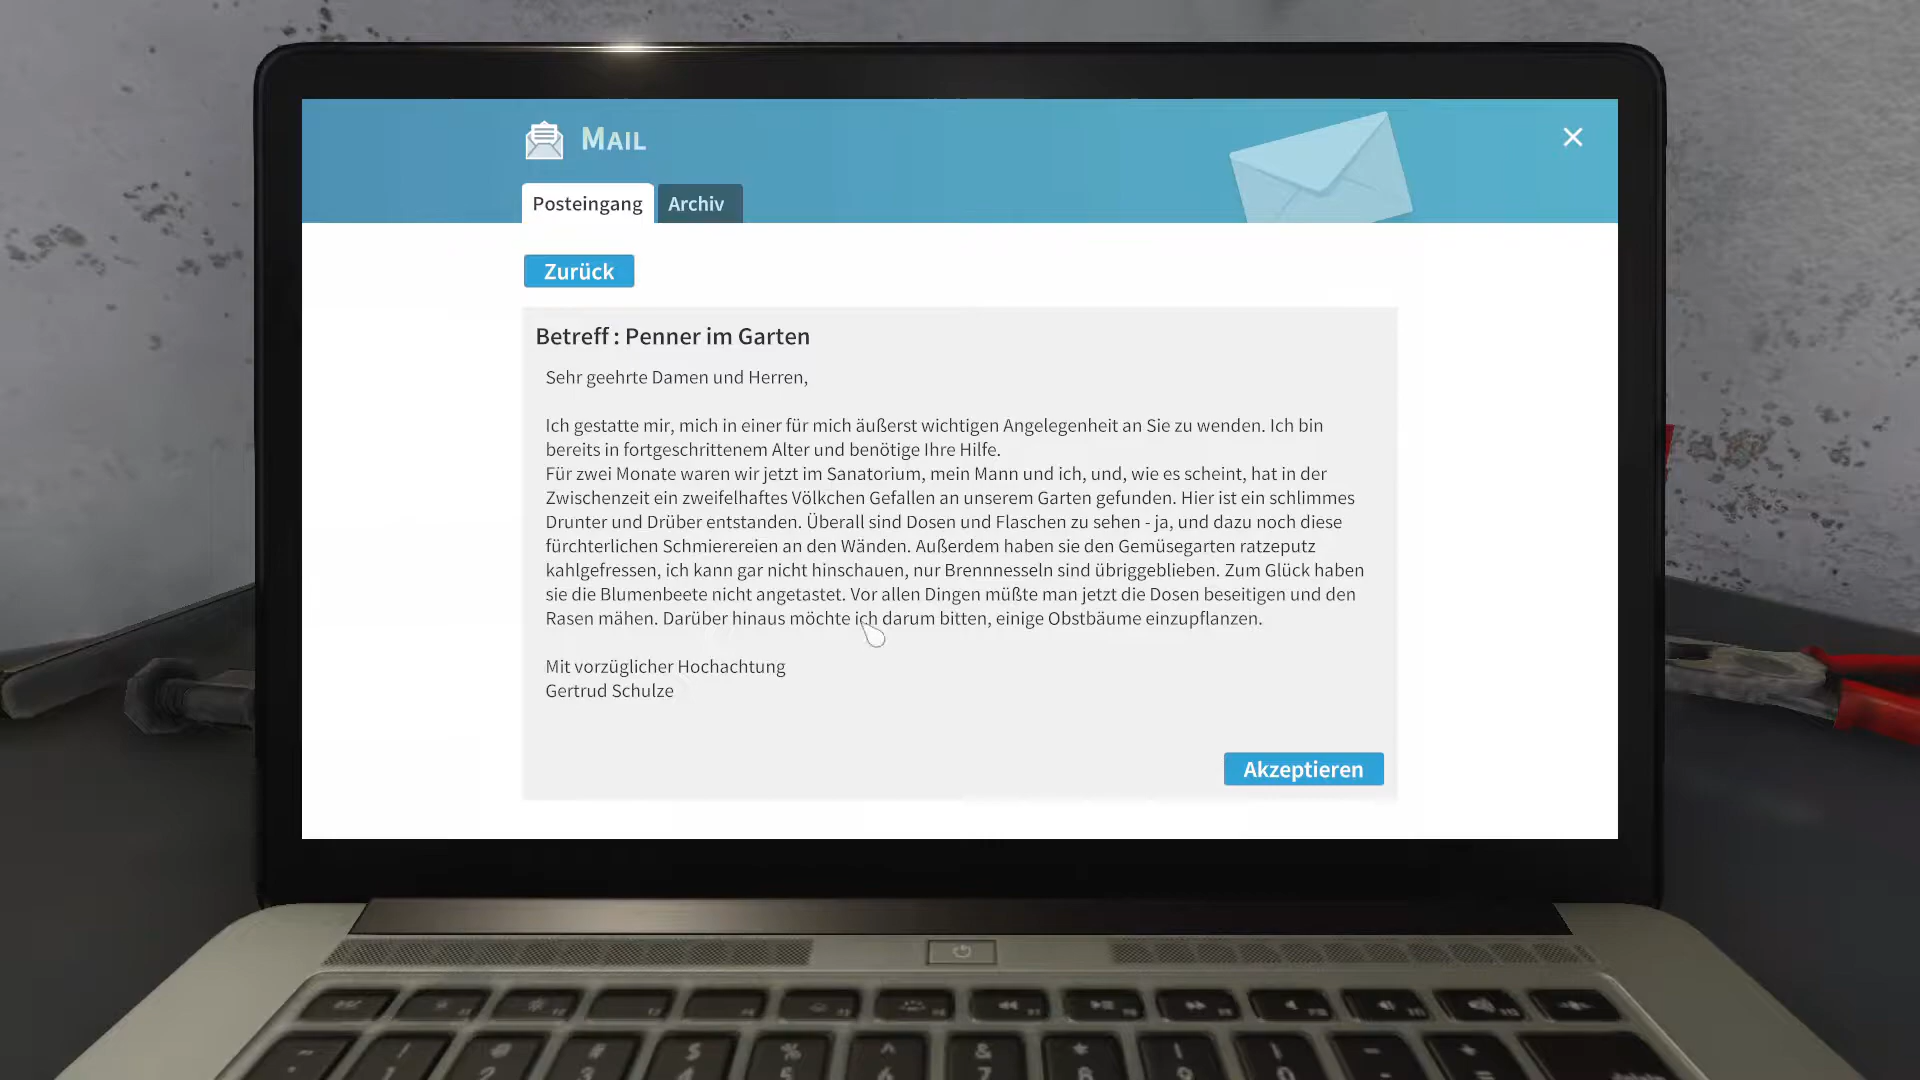 MAIL
Posteingang Archiv
Zurück
Betreff : Penner im Garten
Sehr geehrte Damen und Herren,
Ich gestatte mir, mich in einer für mich äußerst wichtigen Angelegenheit an Sie zu wenden. Ich bin
bereits in fortgeschrittenem Alter und benötige Ihre Hilfe.
Für zwei Monate waren wir jetzt im Sanatorium, mein Mann und ich, und, wie es scheint, hat in der
Zwischenzeit ein zweifelhaftes Völkchen Gefallen an unserem Garten gefunden. Hier ist ein schlimmes
Drunter und Drüber entstanden. Überall sind Dosen und Flaschen zu sehen - ja, und dazu noch diese
fürchterlichen Schmierereien an den Wänden. Außerdem haben sie den Gemüsegarten ratzeputz
kahlgefressen, ich kann gar nicht hinschauen, nur Brennnesseln sind übriggeblieben. Zum Glück haben
sie die Blumenbeete nicht angetastet. Vor allen Dingen müßte man jetzt die Dosen beseitigen und den
Rasen mähen. Darüber hinaus möchte ich darum bitten, einige Obstbäume einzupflanzen.
Mit vorzüglicher Hochachtung
Gertrud Schulze
Akzeptieren